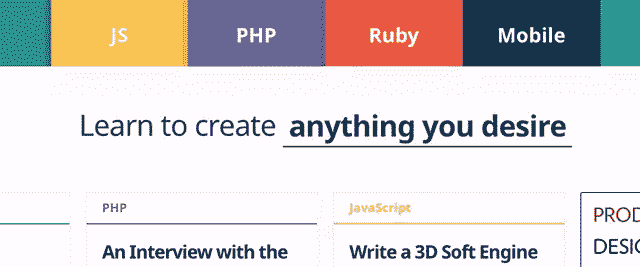 JS PHP Ruby Mobile
Learn to create anything you desire
PHP JavaScript
PROD
An Interview with the Write a 3D Soft Engine
DESIG